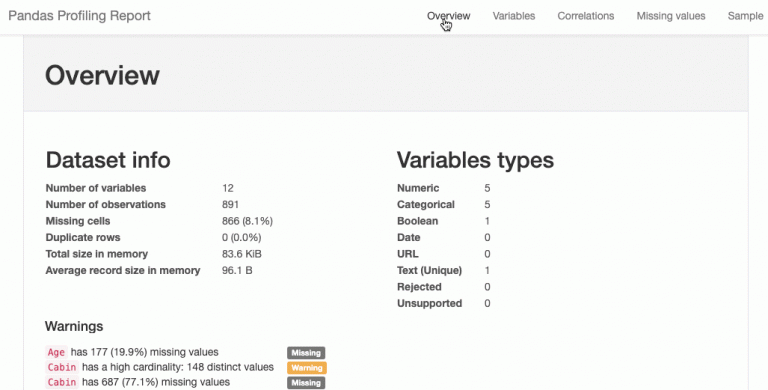 Pandas Profiling Report Overview Variables Correlations Missing values Sample
Overview
Dataset info
Number of variables 12
Number of observations 891
Missing cells 866 (8.1%)
Duplicate rows 0 (0.0%)
Total size in memory 83.6 KiB
Average record size in memory 96.1 B
Variables types
Numeric 5
Categorical 5
Boolean 1
Date 0
URL 0
Text (Unique) 1
Rejected 0
Unsupported 0
Warnings
Age has 177 (19.9%) missing values Missing
Cabin has a high cardinality: 148 distinct values Warning
Cabin has 687 (77.1%) missing values Missing